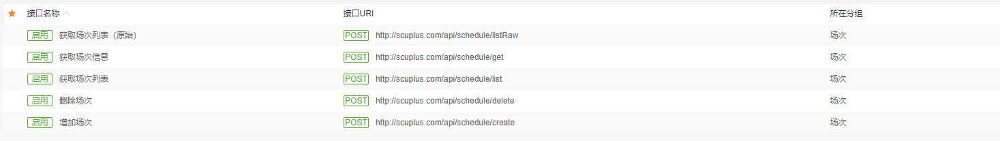 接口名称 接口URI 所在分组
启用 获取场次列表（原始） POST http://scuplus.com/api/schedule/listRaw 场次
启用 获取场次信息 POST http://scuplus.com/api/schedule/get 场次
启用 获取场次列表 POST http://scuplus.com/api/schedule/list 场次
启用 删除场次 POST http://scuplus.com/api/schedule/delete 场次
启用 增加场次 POST http://scuplus.com/api/schedule/create 场次